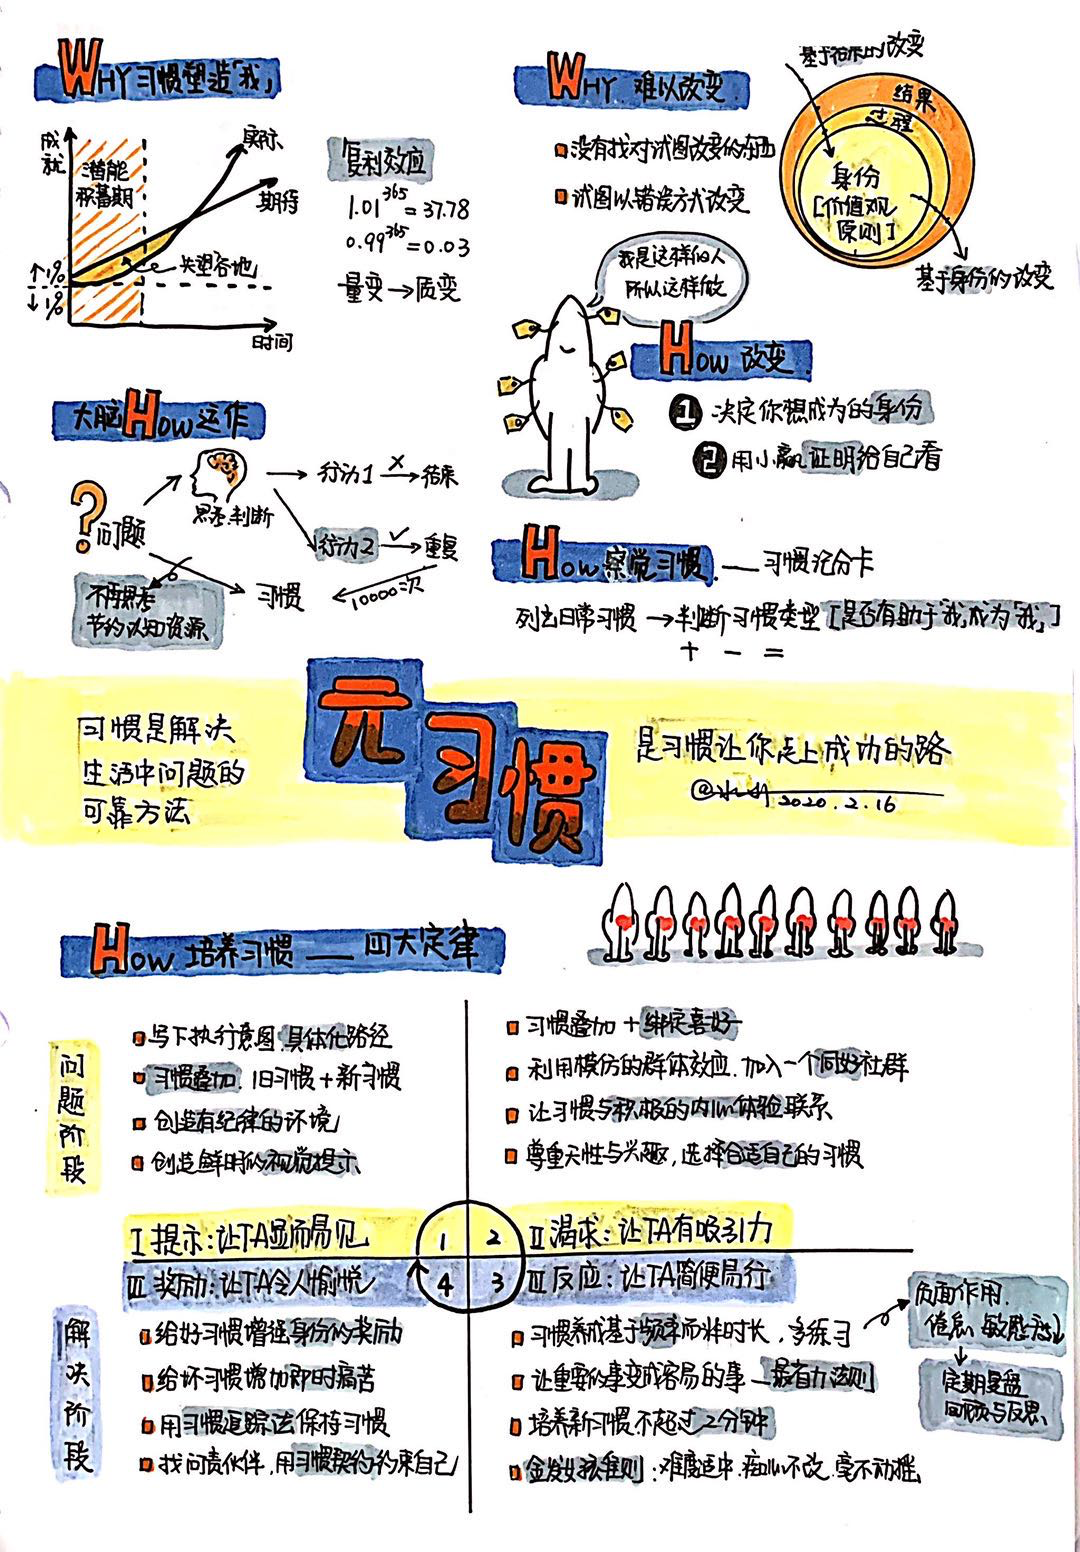 WHY 习惯塑造「我」
成就
潜能
积蓄期
实际
期待
失望谷地
↑1%
↓1%
时间
复利效应
1.01³⁶⁵=37.78
0.99³⁶⁵=0.03
量变→质变
WHY 难以改变
没有找对试图改变的东西
试图以错误方式改变
基于结果的改变
结果
过程
身份
[价值观
原则]
基于身份的改变
我是这样的人
所以这样做
HOW 改变
1 决定你想成为的身份
2 用小赢证明给自己看
大脑HOW运作
?问题
思考.判断
行动1 × 结果
行动2 ✓ 重复
10000次
习惯
不再思考
节约认知资源
HOW 察觉习惯 — 习惯记分卡
列出日常习惯→判断习惯类型[是否有助于「我」成为「我」]
+ - =
习惯是解决
生活中问题的
可靠方法
元习惯
是习惯让你走上成功的路
2020.2.16
HOW 培养习惯 — 四大定律
问题阶段
写下执行意图.具体化路径
习惯叠加.旧习惯+新习惯
创造有纪律的环境
创造鲜明的视觉提示
习惯叠加+绑定喜好
利用模仿的群体效应.加入一个同好社群
让习惯与积极的内心体验联系
尊重天性与兴趣,选择合适自己的习惯
I 提示:让TA显而易见
1
2
II 渴求:让TA有吸引力
III 奖励:让TA令人愉悦
4
3
III 反应:让TA简便易行
解决阶段
给好习惯增进身份的奖励
给坏习惯增加即时痛苦
用习惯追踪法保持习惯
找问责伙伴,用习惯契约约束自己
习惯养成基于频率而非时长,多练习
让重要的事变成容易的事—最省力法则
培养新习惯.不超过2分钟
金发女孩准则:难度适中.痴心不改.毫不动摇
负面作用.
敏感
定期复盘
回顾与反思